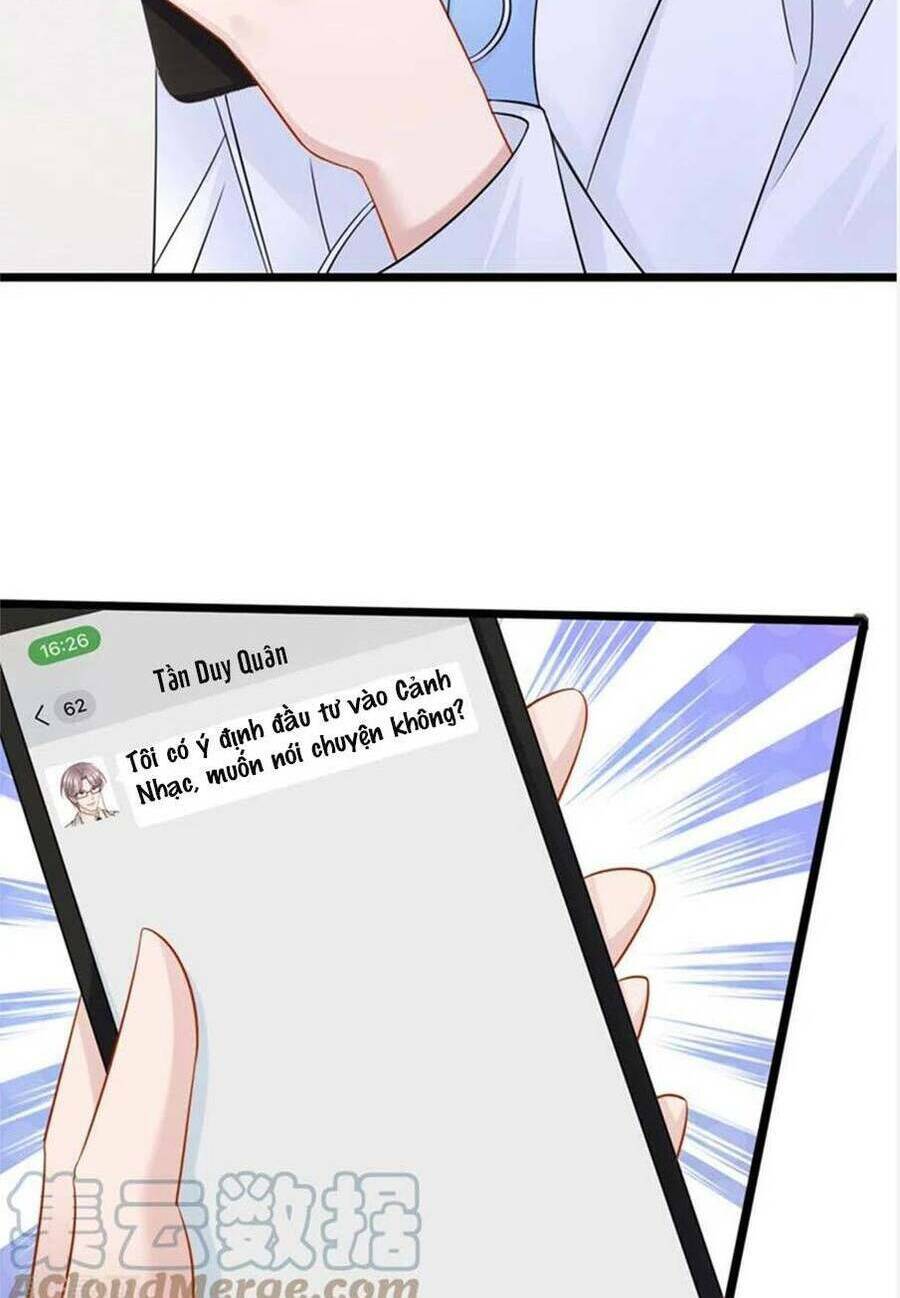 16:26
Tần Duy Quân
< 62
Tôi có ý định đầu tư vào Cảnh
Nhạc, muốn nói chuyện không?
集云数据
ACloudMerge.com